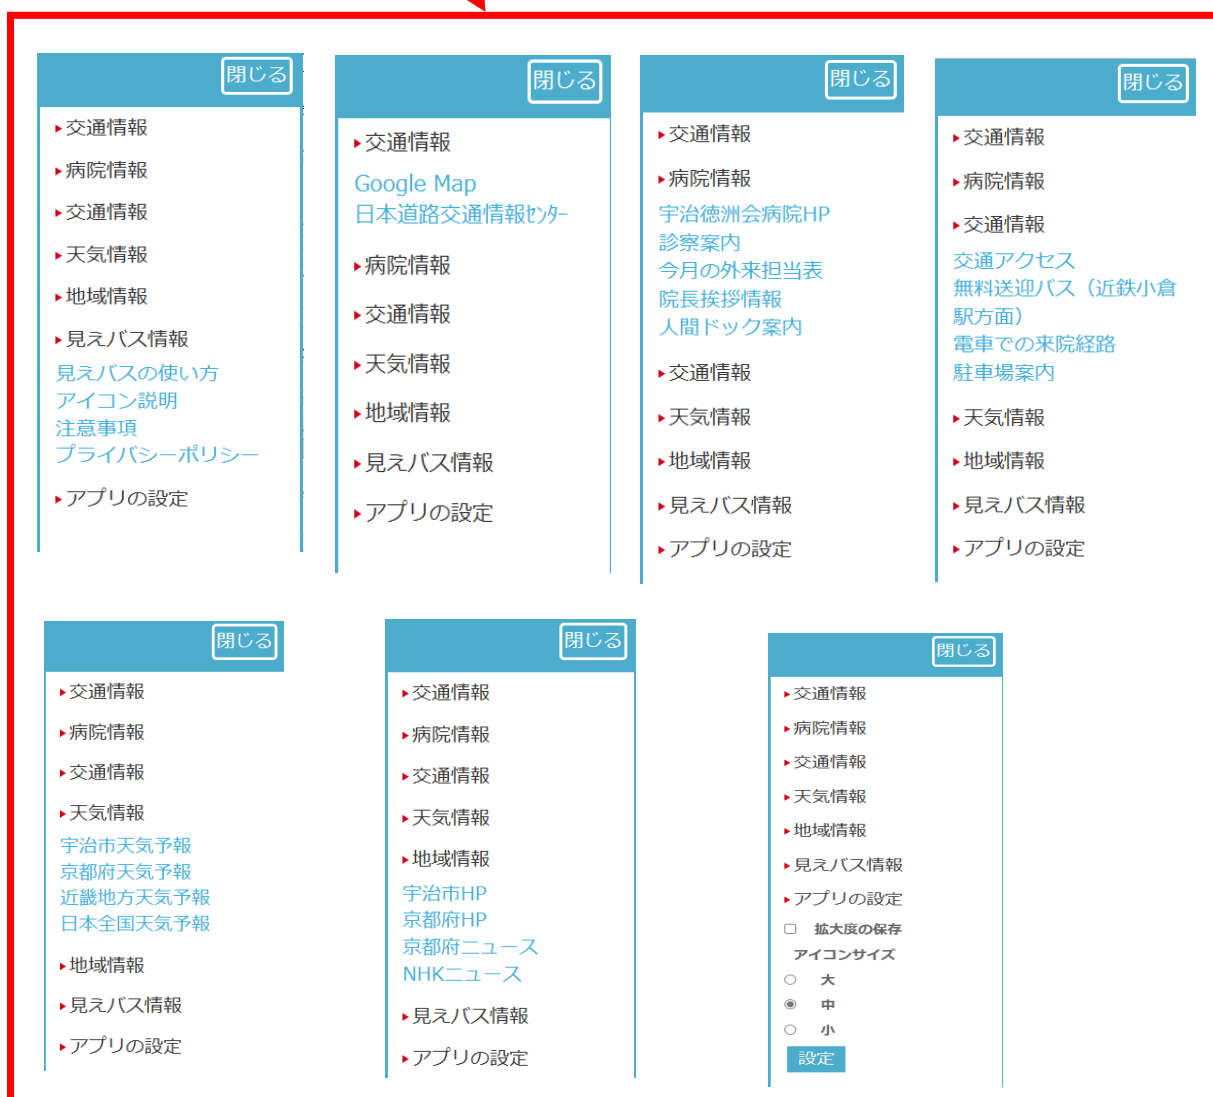 閉じる
交通情報
病院情報
交通情報
天気情報
地域情報
見えバス情報
見えバスの使い方
アイコン説明
注意事項
プライバシーポリシー
アプリの設定
閉じる
交通情報
Google Map
日本道路交通情報ｾﾝﾀｰ
病院情報
交通情報
天気情報
地域情報
見えバス情報
アプリの設定
閉じる
交通情報
病院情報
宇治徳洲会病院HP
診察案内
今月の外来担当表
院長挨拶情報
人間ドック案内
交通情報
天気情報
地域情報
見えバス情報
アプリの設定
閉じる
交通情報
病院情報
交通情報
交通アクセス
無料送迎バス（近鉄小倉
駅方面）
電車での来院経路
駐車場案内
天気情報
地域情報
見えバス情報
アプリの設定
閉じる
交通情報
病院情報
交通情報
天気情報
宇治市天気予報
京都府天気予報
近畿地方天気予報
日本全国天気予報
地域情報
見えバス情報
アプリの設定
閉じる
交通情報
病院情報
交通情報
天気情報
地域情報
宇治市HP
京都府HP
京都府ニュース
NHKニュース
見えバス情報
アプリの設定
閉じる
交通情報
病院情報
交通情報
天気情報
地域情報
見えバス情報
アプリの設定
拡大度の保存
アイコンサイズ
大
中
小
設定